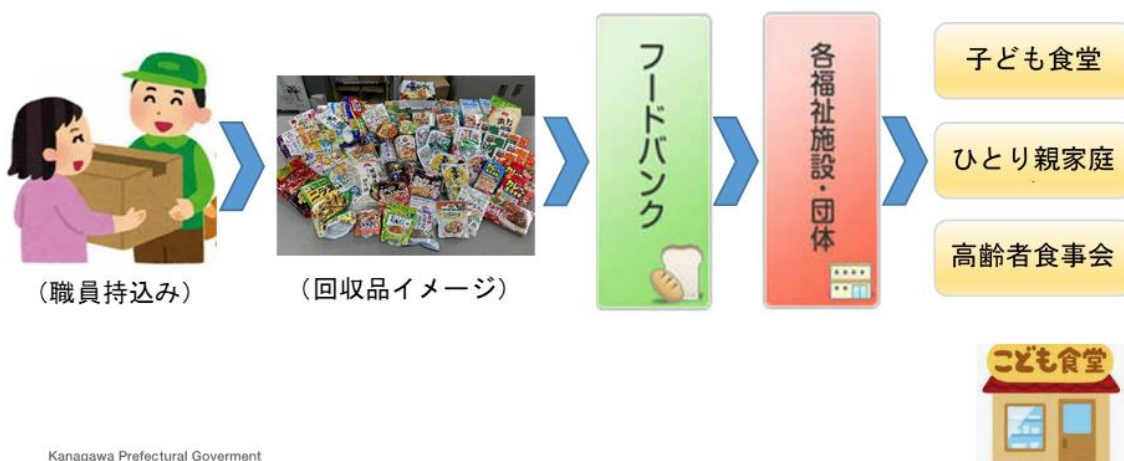 (職員持込み)
(回収品イメージ)
フードバンク
各福祉施設・団体
子ども食堂
ひとり親家庭
高齢者食事会
こども食堂
Kanagawa Prefectural Goverment